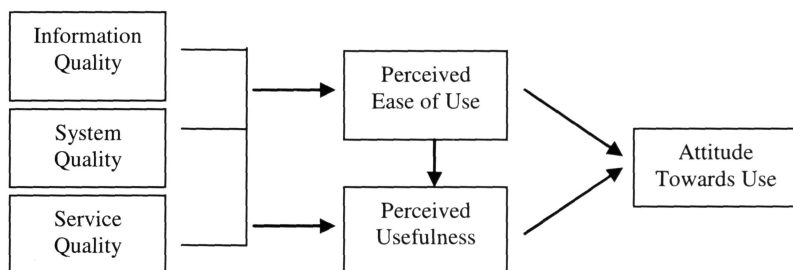 Information
Quality
System
Quality
Service
Quality
Perceived
Ease of Use
Perceived
Usefulness
Attitude
Towards Use